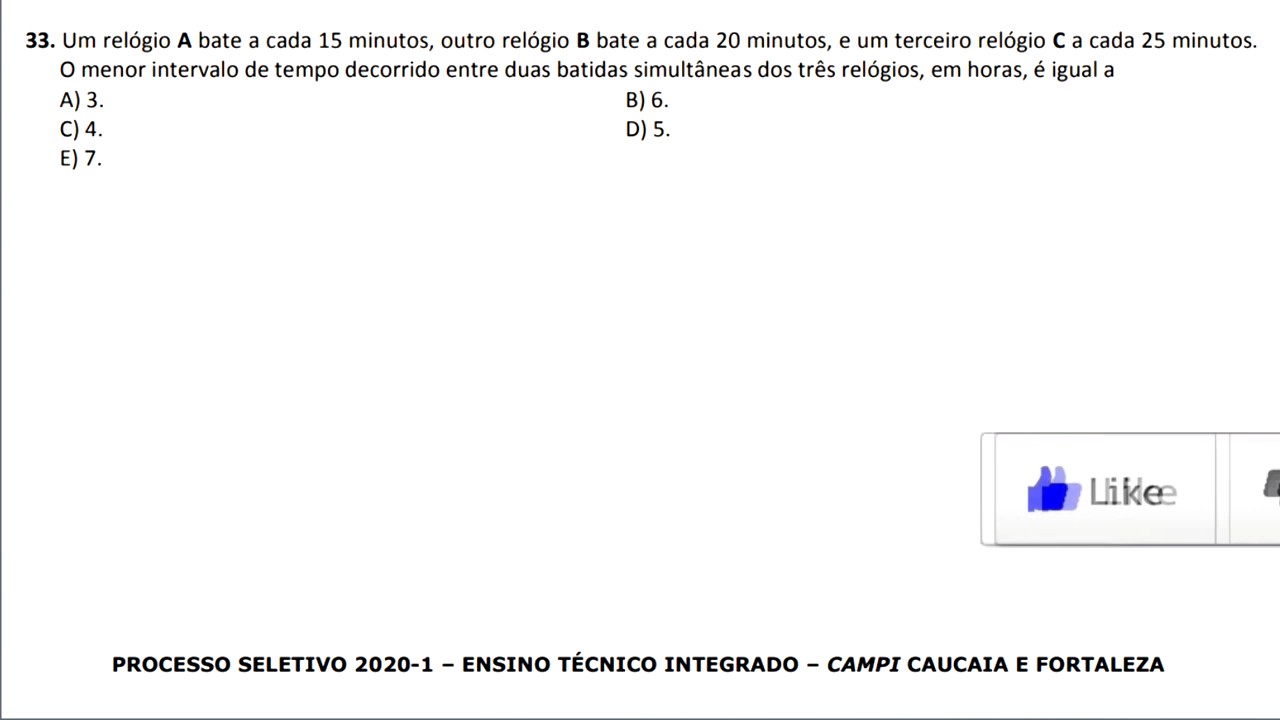 33. Um relógio A bate a cada 15 minutos, outro relógio B bate a cada 20 minutos, e um terceiro relógio C a cada 25 minutos.
O menor intervalo de tempo decorrido entre duas batidas simultâneas dos três relógios, em horas, é igual a
A) 3. B) 6.
C) 4. D) 5.
E) 7.
Like
PROCESSO SELETIVO 2020-1 – ENSINO TÉCNICO INTEGRADO – CAMPI CAUCAIA E FORTALEZA